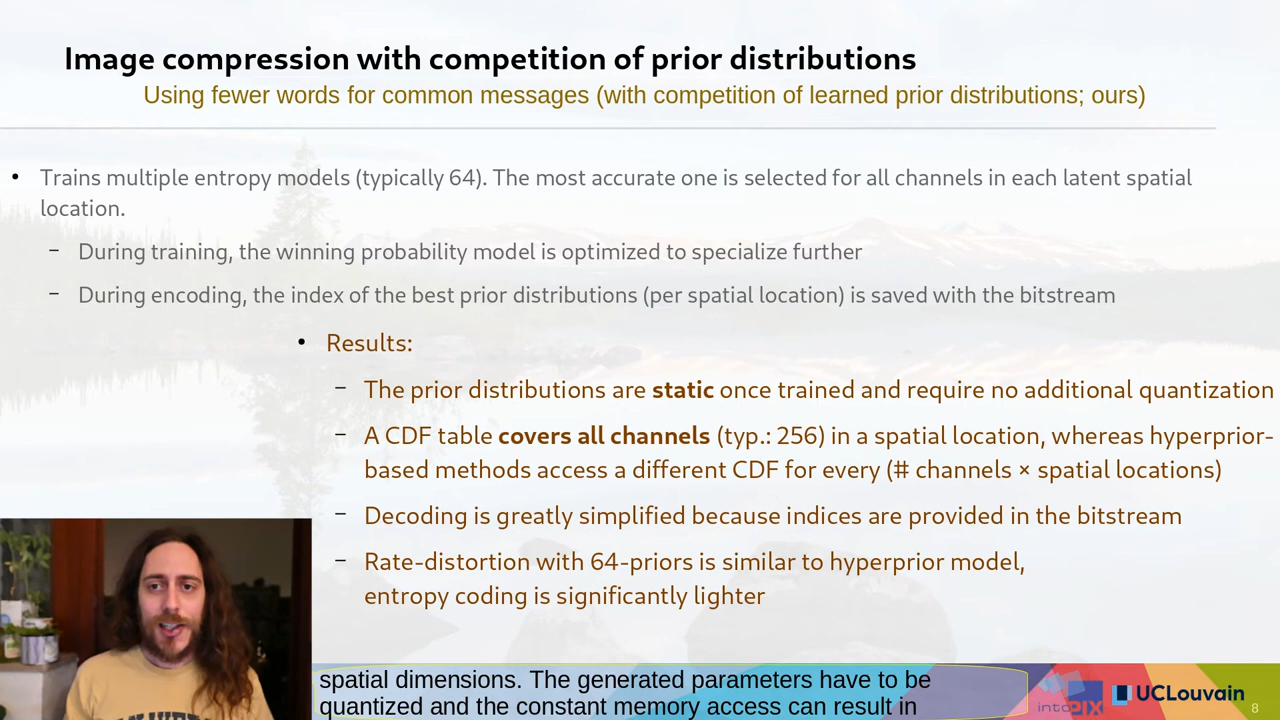 Image compression with competition of prior distributions
Using fewer words for common messages (with competition of learned prior distributions; ours)
• Trains multiple entropy models (typically 64). The most accurate one is selected for all channels in each latent spatial
location.
– During training, the winning probability model is optimized to specialize further
– During encoding, the index of the best prior distributions (per spatial location) is saved with the bitstream
• Results:
– The prior distributions are static once trained and require no additional quantization
– A CDF table covers all channels (typ.: 256) in a spatial location, whereas hyperprior-
based methods access a different CDF for every (# channels × spatial locations)
– Decoding is greatly simplified because indices are provided in the bitstream
– Rate-distortion with 64-priors is similar to hyperprior model,
entropy coding is significantly lighter
spatial dimensions. The generated parameters have to be
quantized and the constant memory access can result in
intoPIX
UCLouvain
8